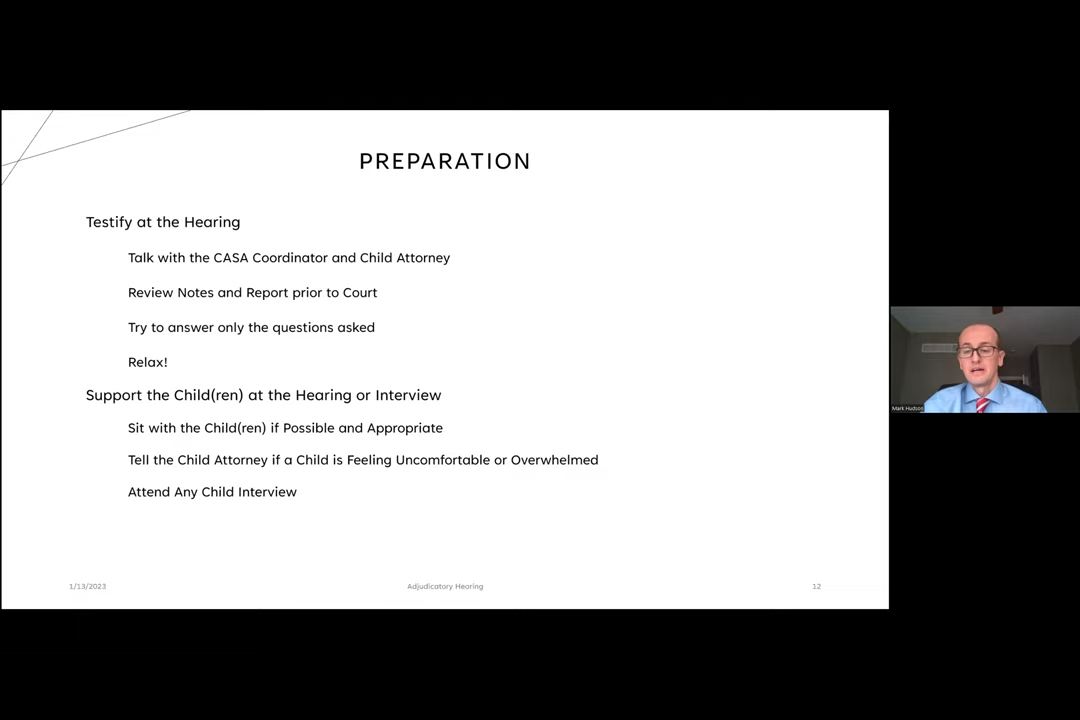 PREPARATION
Testify at the Hearing
Talk with the CASA Coordinator and Child Attorney
Review Notes and Report prior to Court
Try to answer only the questions asked
Relax!
Support the Child(ren) at the Hearing or Interview
Sit with the Child(ren) if Possible and Appropriate
Tell the Child Attorney if a Child is Feeling Uncomfortable or Overwhelmed
Attend Any Child Interview
1/13/2023
Adjudicatory Hearing
12
Mark Hudson